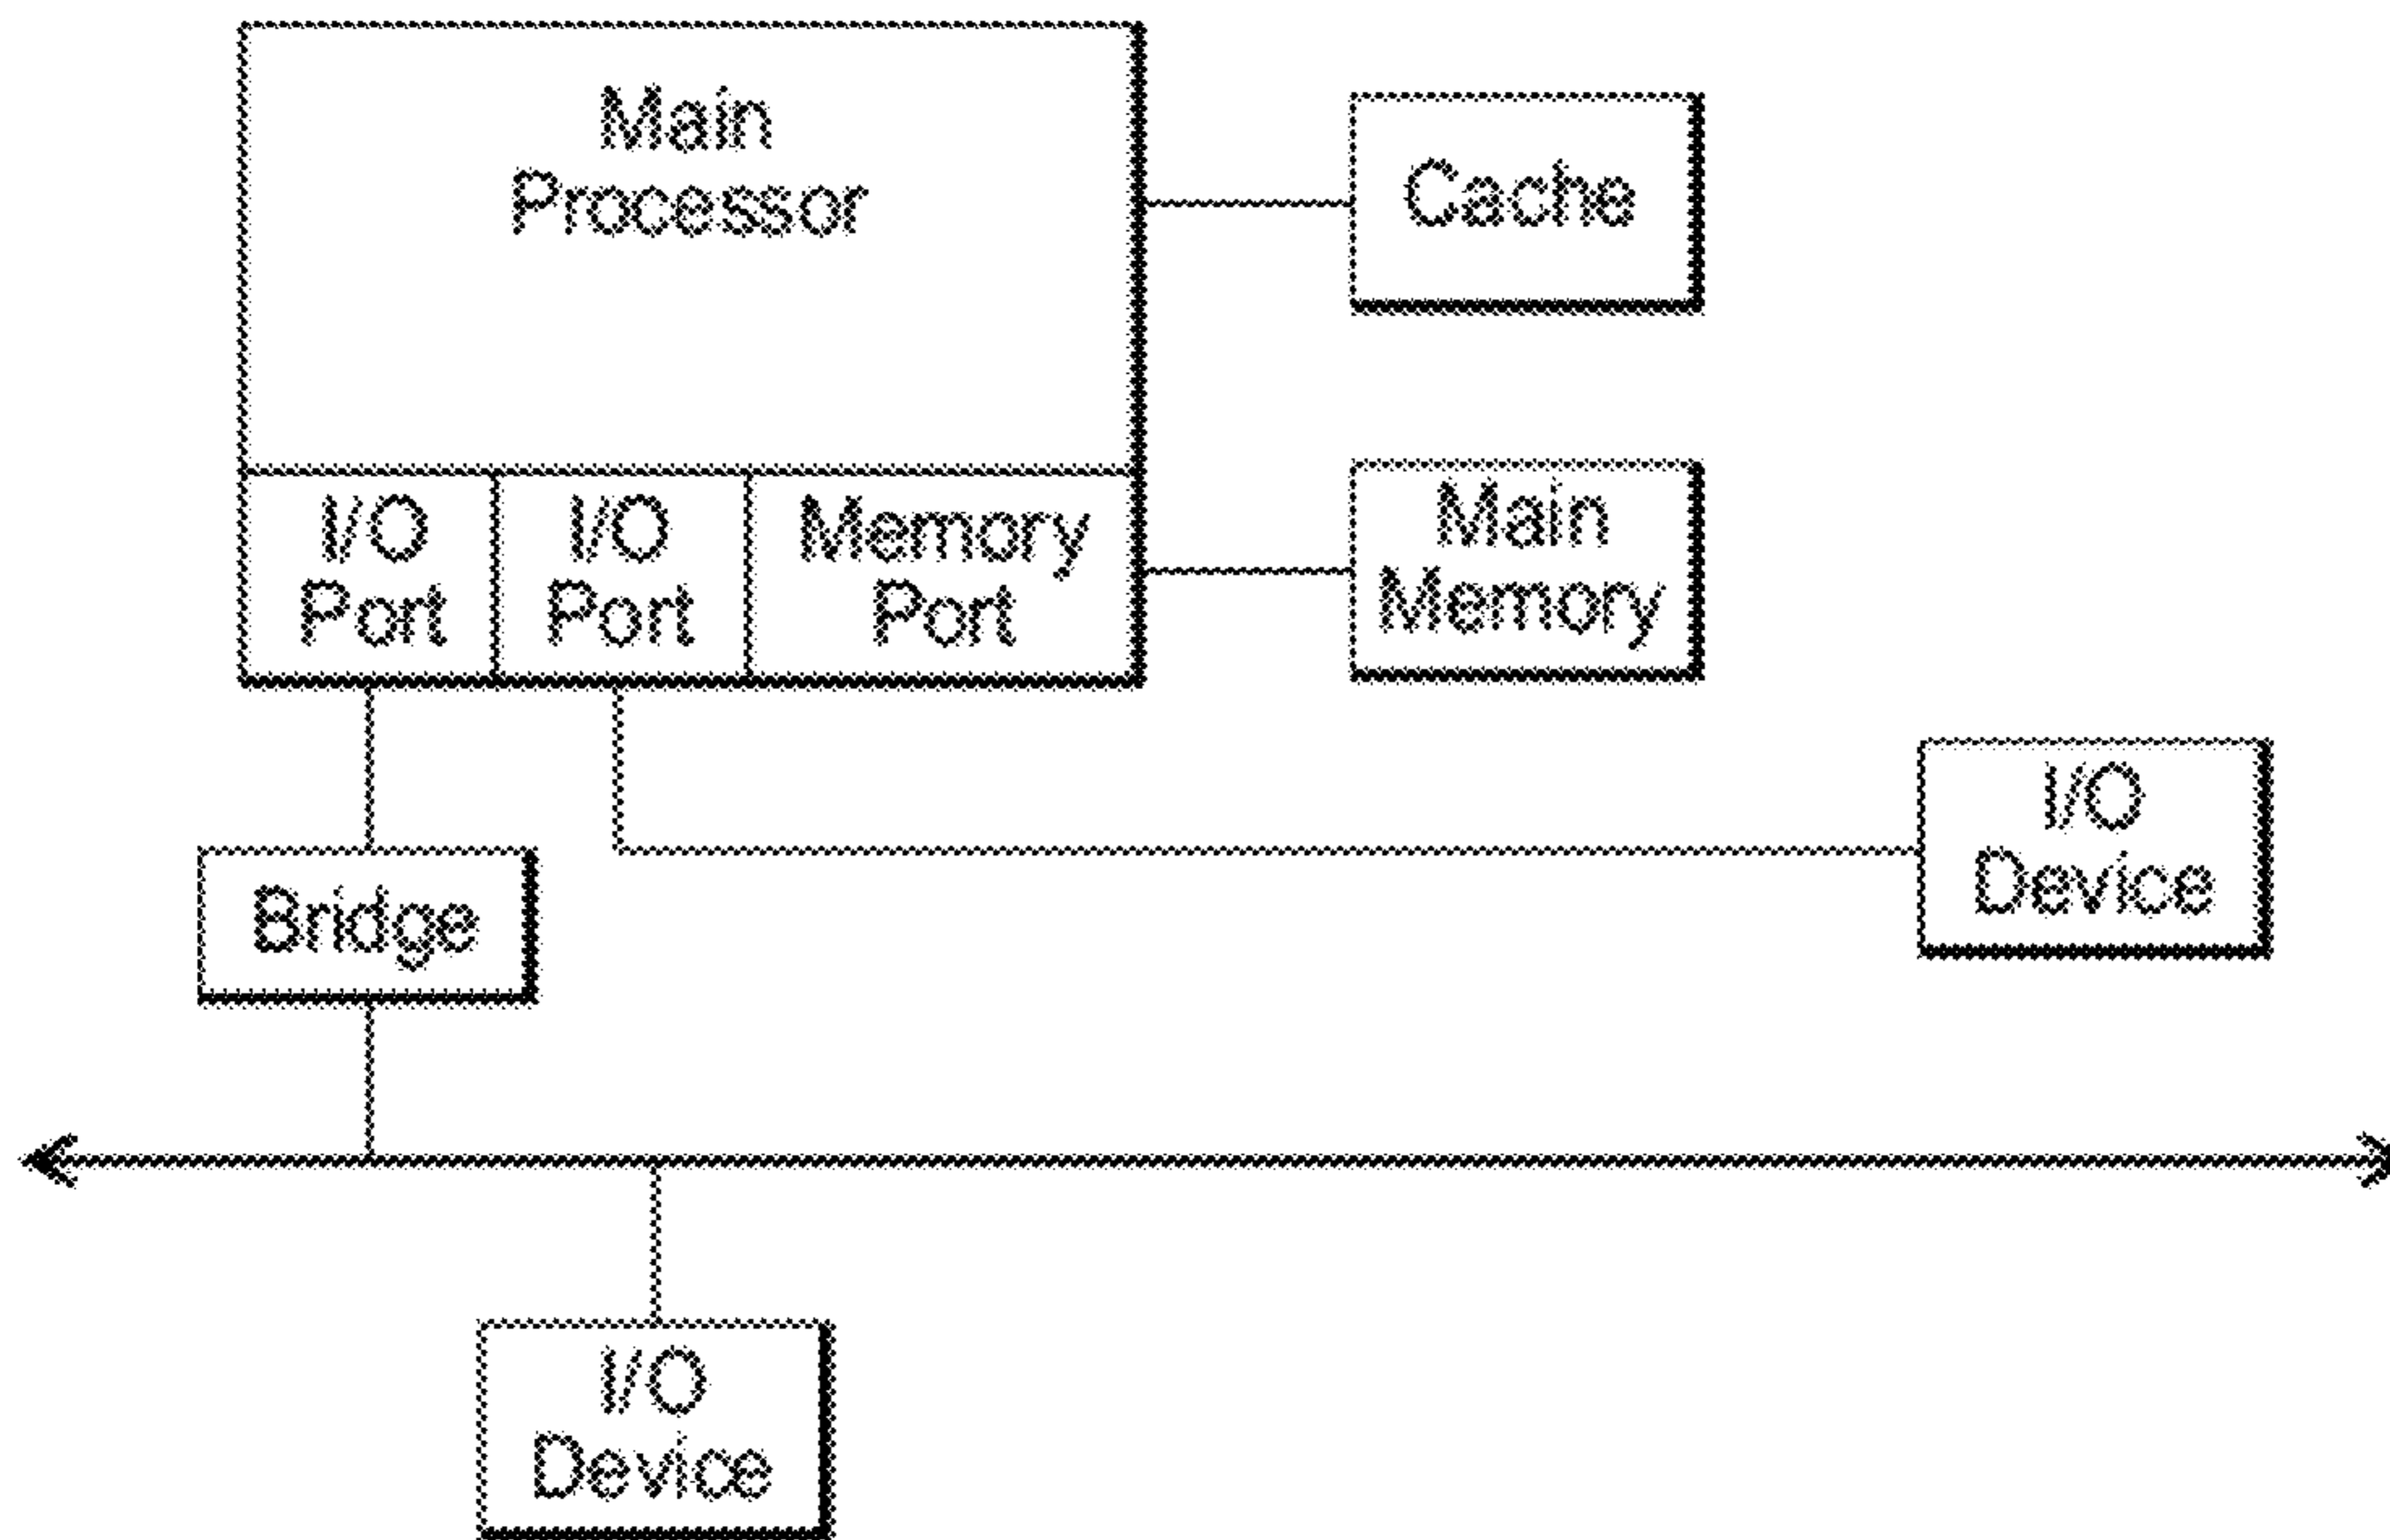 Main
Processor
Cache
I/O
Port
I/O
Port
Memory
Port
Main
Memory
I/O
Device
Bridge
I/O
Device